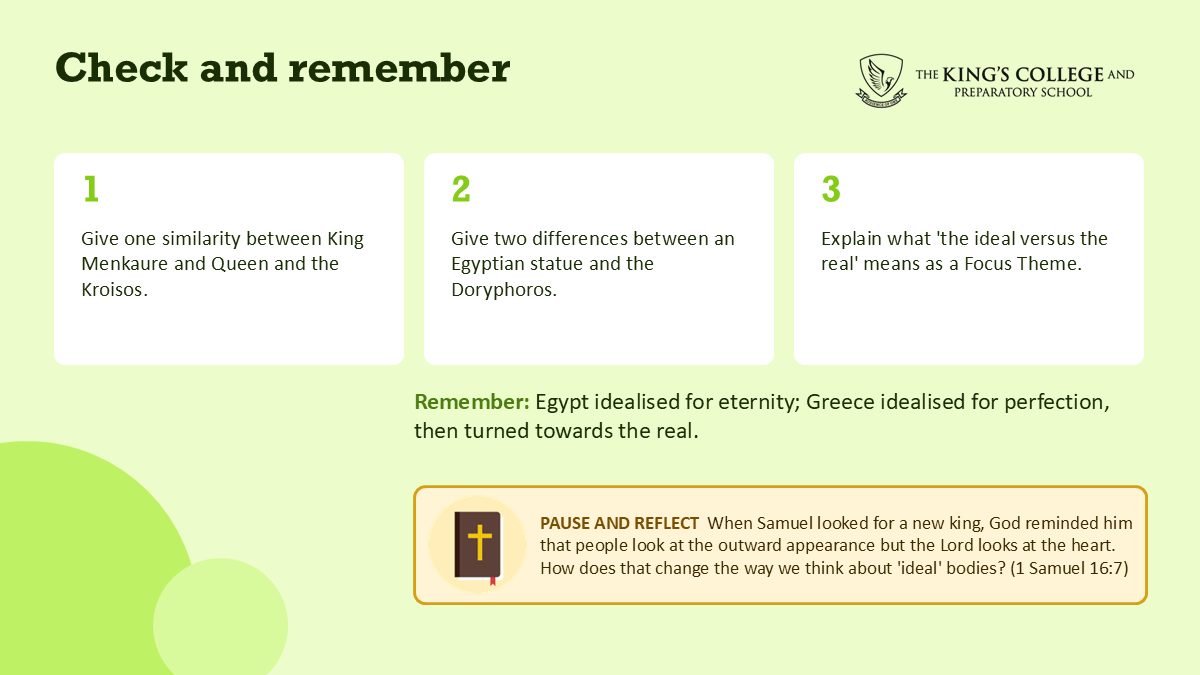 Check and remember
THE KING'S COLLEGE AND
PREPARATORY SCHOOL
1
Give one similarity between King
Menkaure and Queen and the
Kroisos.
2
Give two differences between an
Egyptian statue and the
Doryphoros.
3
Explain what 'the ideal versus the
real' means as a Focus Theme.
Remember: Egypt idealised for eternity; Greece idealised for perfection,
then turned towards the real.
PAUSE AND REFLECT When Samuel looked for a new king, God reminded him
that people look at the outward appearance but the Lord looks at the heart.
How does that change the way we think about 'ideal' bodies? (1 Samuel 16:7)